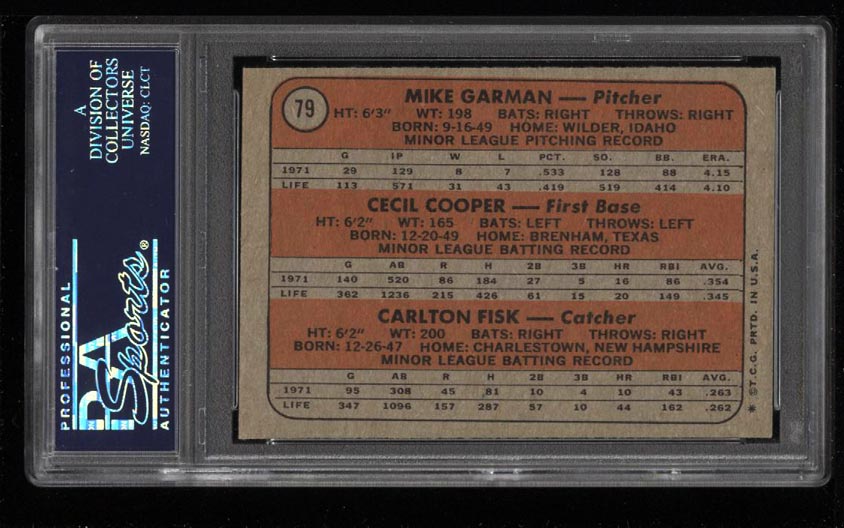 A
DIVISION OF
COLLECTORS
UNIVERSE
NASDAQ: CLCT
PROFESSIONAL
PSA
Sports®
AUTHENTICATOR
79
MIKE GARMAN — Pitcher
HT: 6'3" WT: 198 BATS: RIGHT THROWS: RIGHT
BORN: 9-16-49 HOME: WILDER, IDAHO
MINOR LEAGUE PITCHING RECORD
G IP W L PCT. SO. BB. ERA.
1971 29 129 8 7 .533 128 88 4.15
LIFE 113 571 31 43 .419 519 414 4.10
CECIL COOPER — First Base
HT: 6'2" WT: 165 BATS: LEFT THROWS: LEFT
BORN: 12-20-49 HOME: BRENHAM, TEXAS
MINOR LEAGUE BATTING RECORD
G AB R H 2B 3B HR RBI AVG.
1971 140 520 86 184 27 5 16 86 .354
LIFE 362 1236 215 426 61 15 20 149 .345
CARLTON FISK — Catcher
HT: 6'2" WT: 200 BATS: RIGHT THROWS: RIGHT
BORN: 12-26-47 HOME: CHARLESTOWN, NEW HAMPSHIRE
MINOR LEAGUE BATTING RECORD
G AB R H 2B 3B HR RBI AVG.
1971 95 308 45 81 10 4 10 43 .263
LIFE 347 1096 157 287 57 10 44 162 .262
* ©T.C.G. PRTD. IN U.S.A.